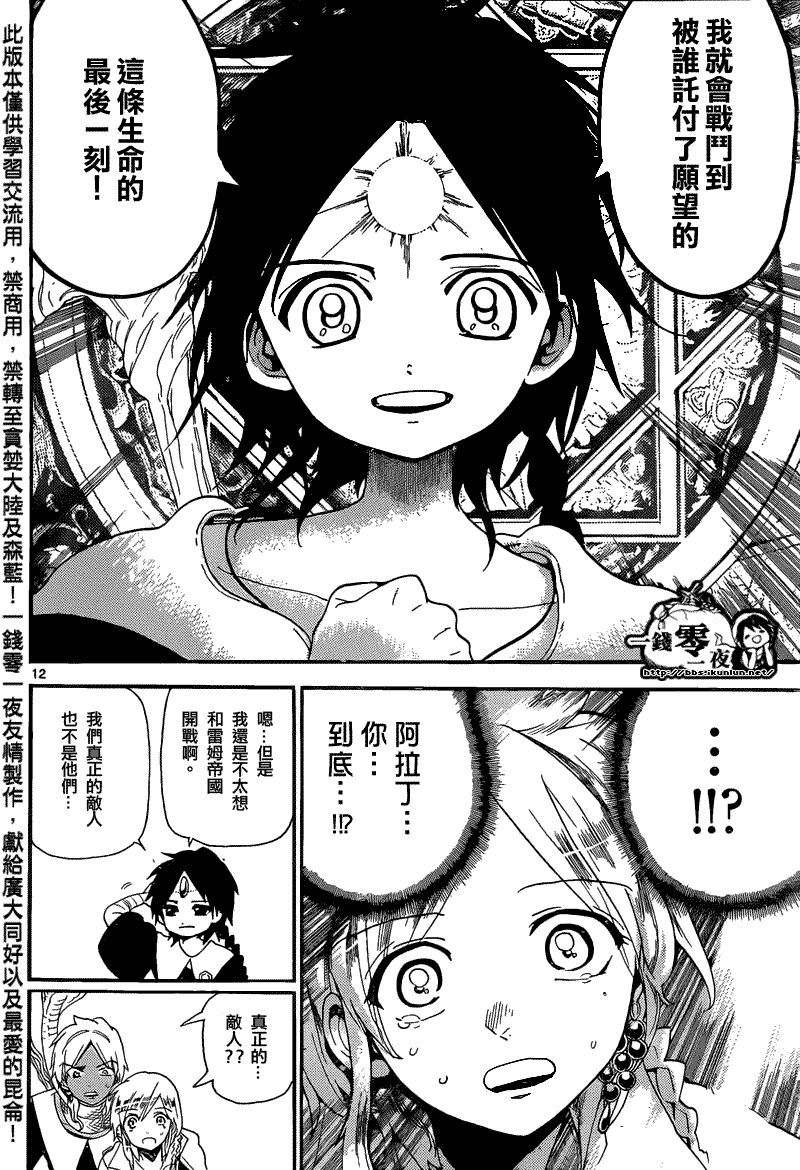 我就會戰鬥到
被誰託付了願望的
這條生命的
最後一刻！
一錢零一夜
http://bbs.ikunlun.net/
12
…!!?
阿拉丁…
你…
到底…!!?
嗯…但是
我還是不太想
和雷姆帝國
開戰啊。
我們真正的敵人
也不是他們…
真正的…
敵人??
此版本僅供學習交流用，禁商用，禁轉至貪婪大陸及森藍！一錢零一夜友情製作，獻給廣大同好以及最愛的昆侖！